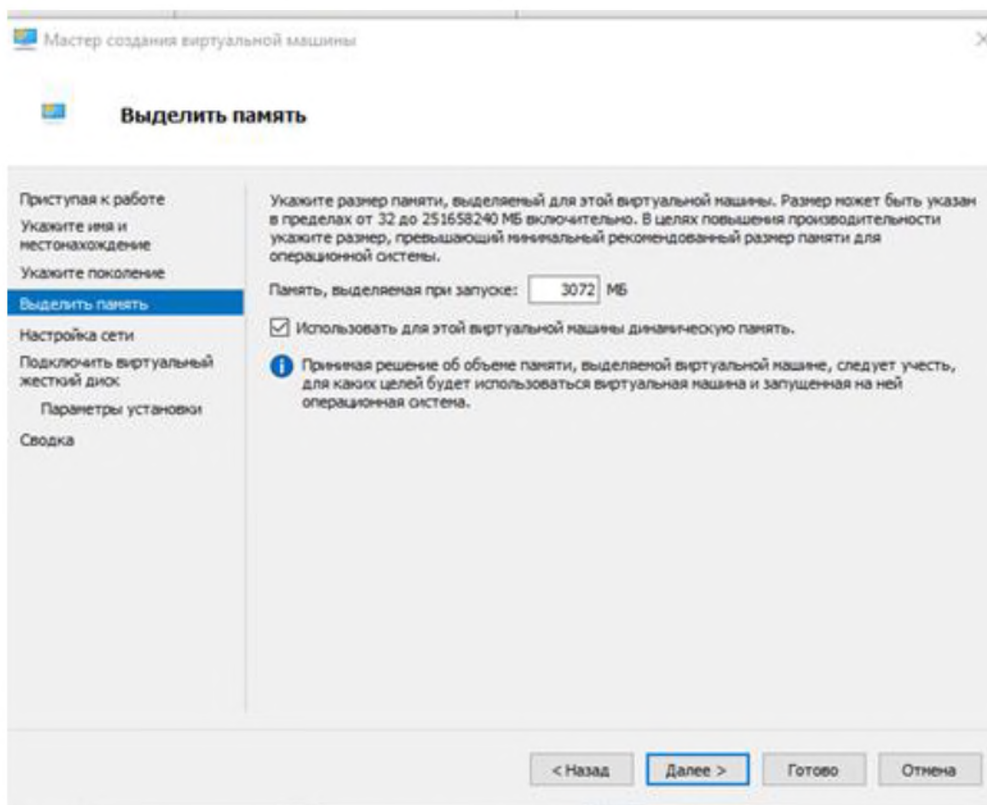 Мастер создания виртуальной машины
Выделить память
Приступая к работе
Укажите имя и
местонахождение
Укажите поколение
Выделить память
Настройка сети
Подключить виртуальный
жесткий диск
Параметры установки
Сводка
Укажите размер памяти, выделяемый для этой виртуальной машины. Размер может быть указан
в пределах от 32 до 251658240 МБ включительно. В целях повышения производительности
укажите размер, превышающий минимальный рекомендованный размер памяти для
операционной системы.
Память, выделяемая при запуске: 3072 МБ
Использовать для этой виртуальной машины динамическую память.
Принимая решение об объеме памяти, выделяемой виртуальной машине, следует учесть,
для каких целей будет использоваться виртуальная машина и запущенная на ней
операционная система.
< Назад Далее > Готово Отмена